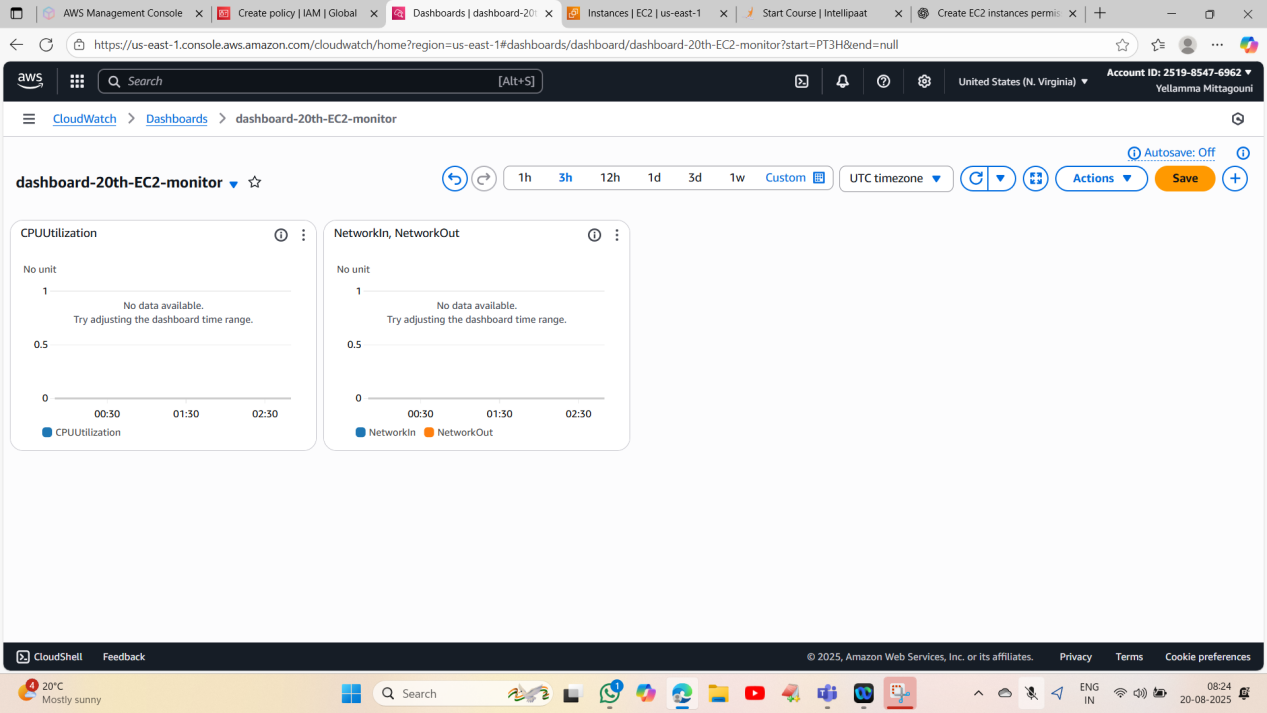 AWS Management Console
Create policy | IAM | Global
Dashboards | dashboard-20t
Instances | EC2 | us-east-1
Start Course | Intellipaat
Create EC2 instances permis
https://us-east-1.console.aws.amazon.com/cloudwatch/home?region=us-east-1#dashboards/dashboard/dashboard-20th-EC2-monitor?start=PT3H&end=null
aws
Search
[Alt+S]
United States (N. Virginia)
Account ID: 2519-8547-6962
Yellamma Mittagouni
CloudWatch
Dashboards
dashboard-20th-EC2-monitor
Autosave: Off
dashboard-20th-EC2-monitor
1h 3h 12h 1d 3d 1w Custom
UTC timezone
Actions
Save
CPUUtilization
No unit
1
No data available.
Try adjusting the dashboard time range.
0.5
0
00:30 01:30 02:30
CPUUtilization
NetworkIn, NetworkOut
No unit
1
No data available.
Try adjusting the dashboard time range.
0.5
0
00:30 01:30 02:30
NetworkIn NetworkOut
CloudShell
Feedback
© 2025, Amazon Web Services, Inc. or its affiliates.
Privacy
Terms
Cookie preferences
4
20°C
Mostly sunny
Search
1
ENG
IN
08:24
20-08-2025